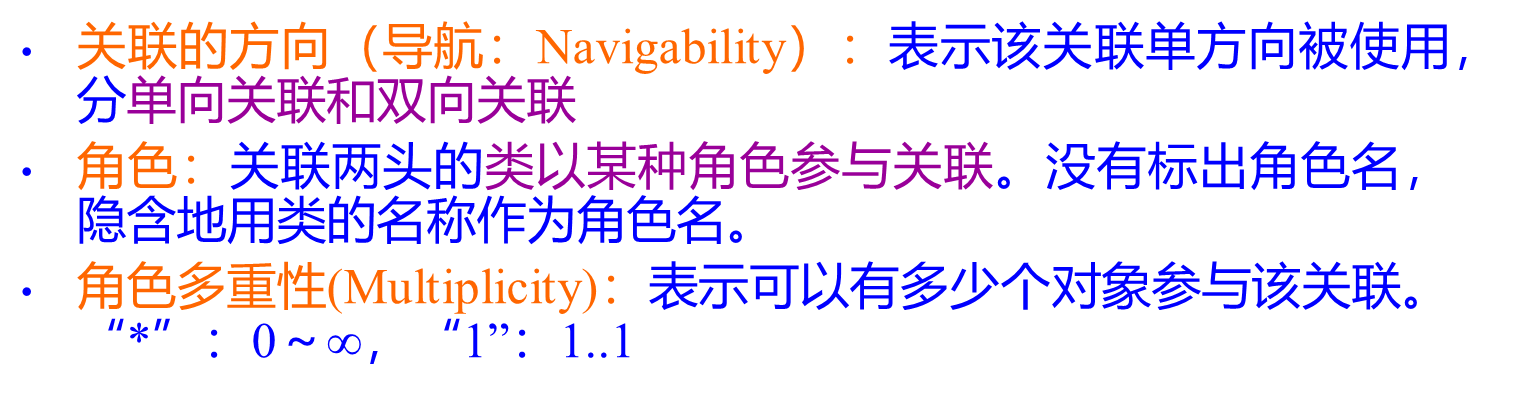 • 关联的方向（导航：Navigability）：表示该关联单方向被使用，
分单向关联和双向关联
• 角色：关联两头的类以某种角色参与关联。没有标出角色名，
隐含地用类的名称作为角色名。
• 角色多重性(Multiplicity)：表示可以有多少个对象参与该关联。
“*”：0～∞， “1”：1..1